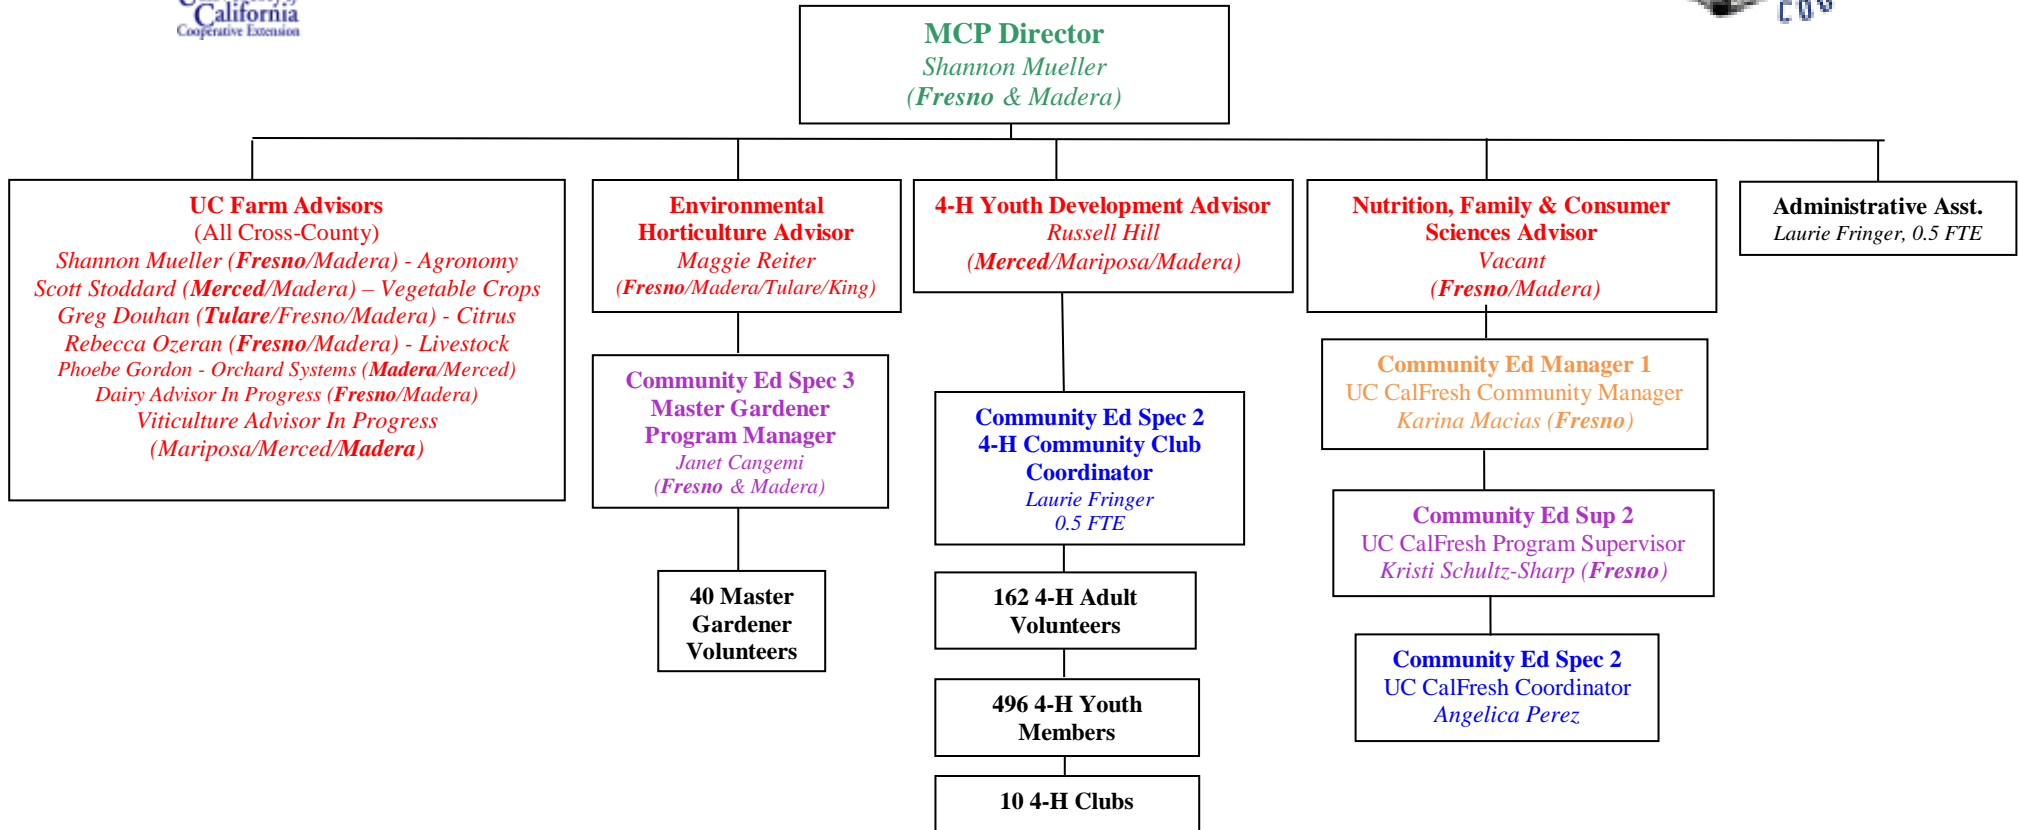 California
Cooperative Extension
COU
MCP Director
Shannon Mueller
(Fresno & Madera)
UC Farm Advisors
(All Cross-County)
Shannon Mueller (Fresno/Madera) - Agronomy
Scott Stoddard (Merced/Madera) – Vegetable Crops
Greg Douhan (Tulare/Fresno/Madera) - Citrus
Rebecca Ozeran (Fresno/Madera) - Livestock
Phoebe Gordon - Orchard Systems (Madera/Merced)
Dairy Advisor In Progress (Fresno/Madera)
Viticulture Advisor In Progress
(Mariposa/Merced/Madera)
Environmental
Horticulture Advisor
Maggie Reiter
(Fresno/Madera/Tulare/King)
Community Ed Spec 3
Master Gardener
Program Manager
Janet Cangemi
(Fresno & Madera)
40 Master
Gardener
Volunteers
4-H Youth Development Advisor
Russell Hill
(Merced/Mariposa/Madera)
Community Ed Spec 2
4-H Community Club
Coordinator
Laurie Fringer
0.5 FTE
162 4-H Adult
Volunteers
496 4-H Youth
Members
10 4-H Clubs
Nutrition, Family & Consumer
Sciences Advisor
Vacant
(Fresno/Madera)
Community Ed Manager 1
UC CalFresh Community Manager
Karina Macias (Fresno)
Community Ed Sup 2
UC CalFresh Program Supervisor
Kristi Schultz-Sharp (Fresno)
Community Ed Spec 2
UC CalFresh Coordinator
Angelica Perez
Administrative Asst.
Laurie Fringer, 0.5 FTE